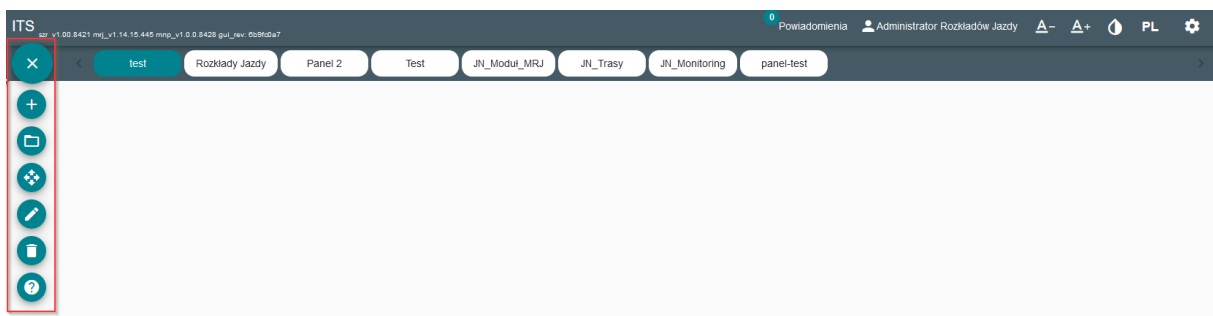 ITS szr_v1.00.8421 mrj_v1.14.15.445 mnp_v1.0.0.8428 gui_rev: 6b9fc0a7 0 Powiadomienia Administrator Rozkładów Jazdy A- A+ PL
test Rozkłady Jazdy Panel 2 Test JN_Moduł_MRJ JN_Trasy JN_Monitoring panel-test